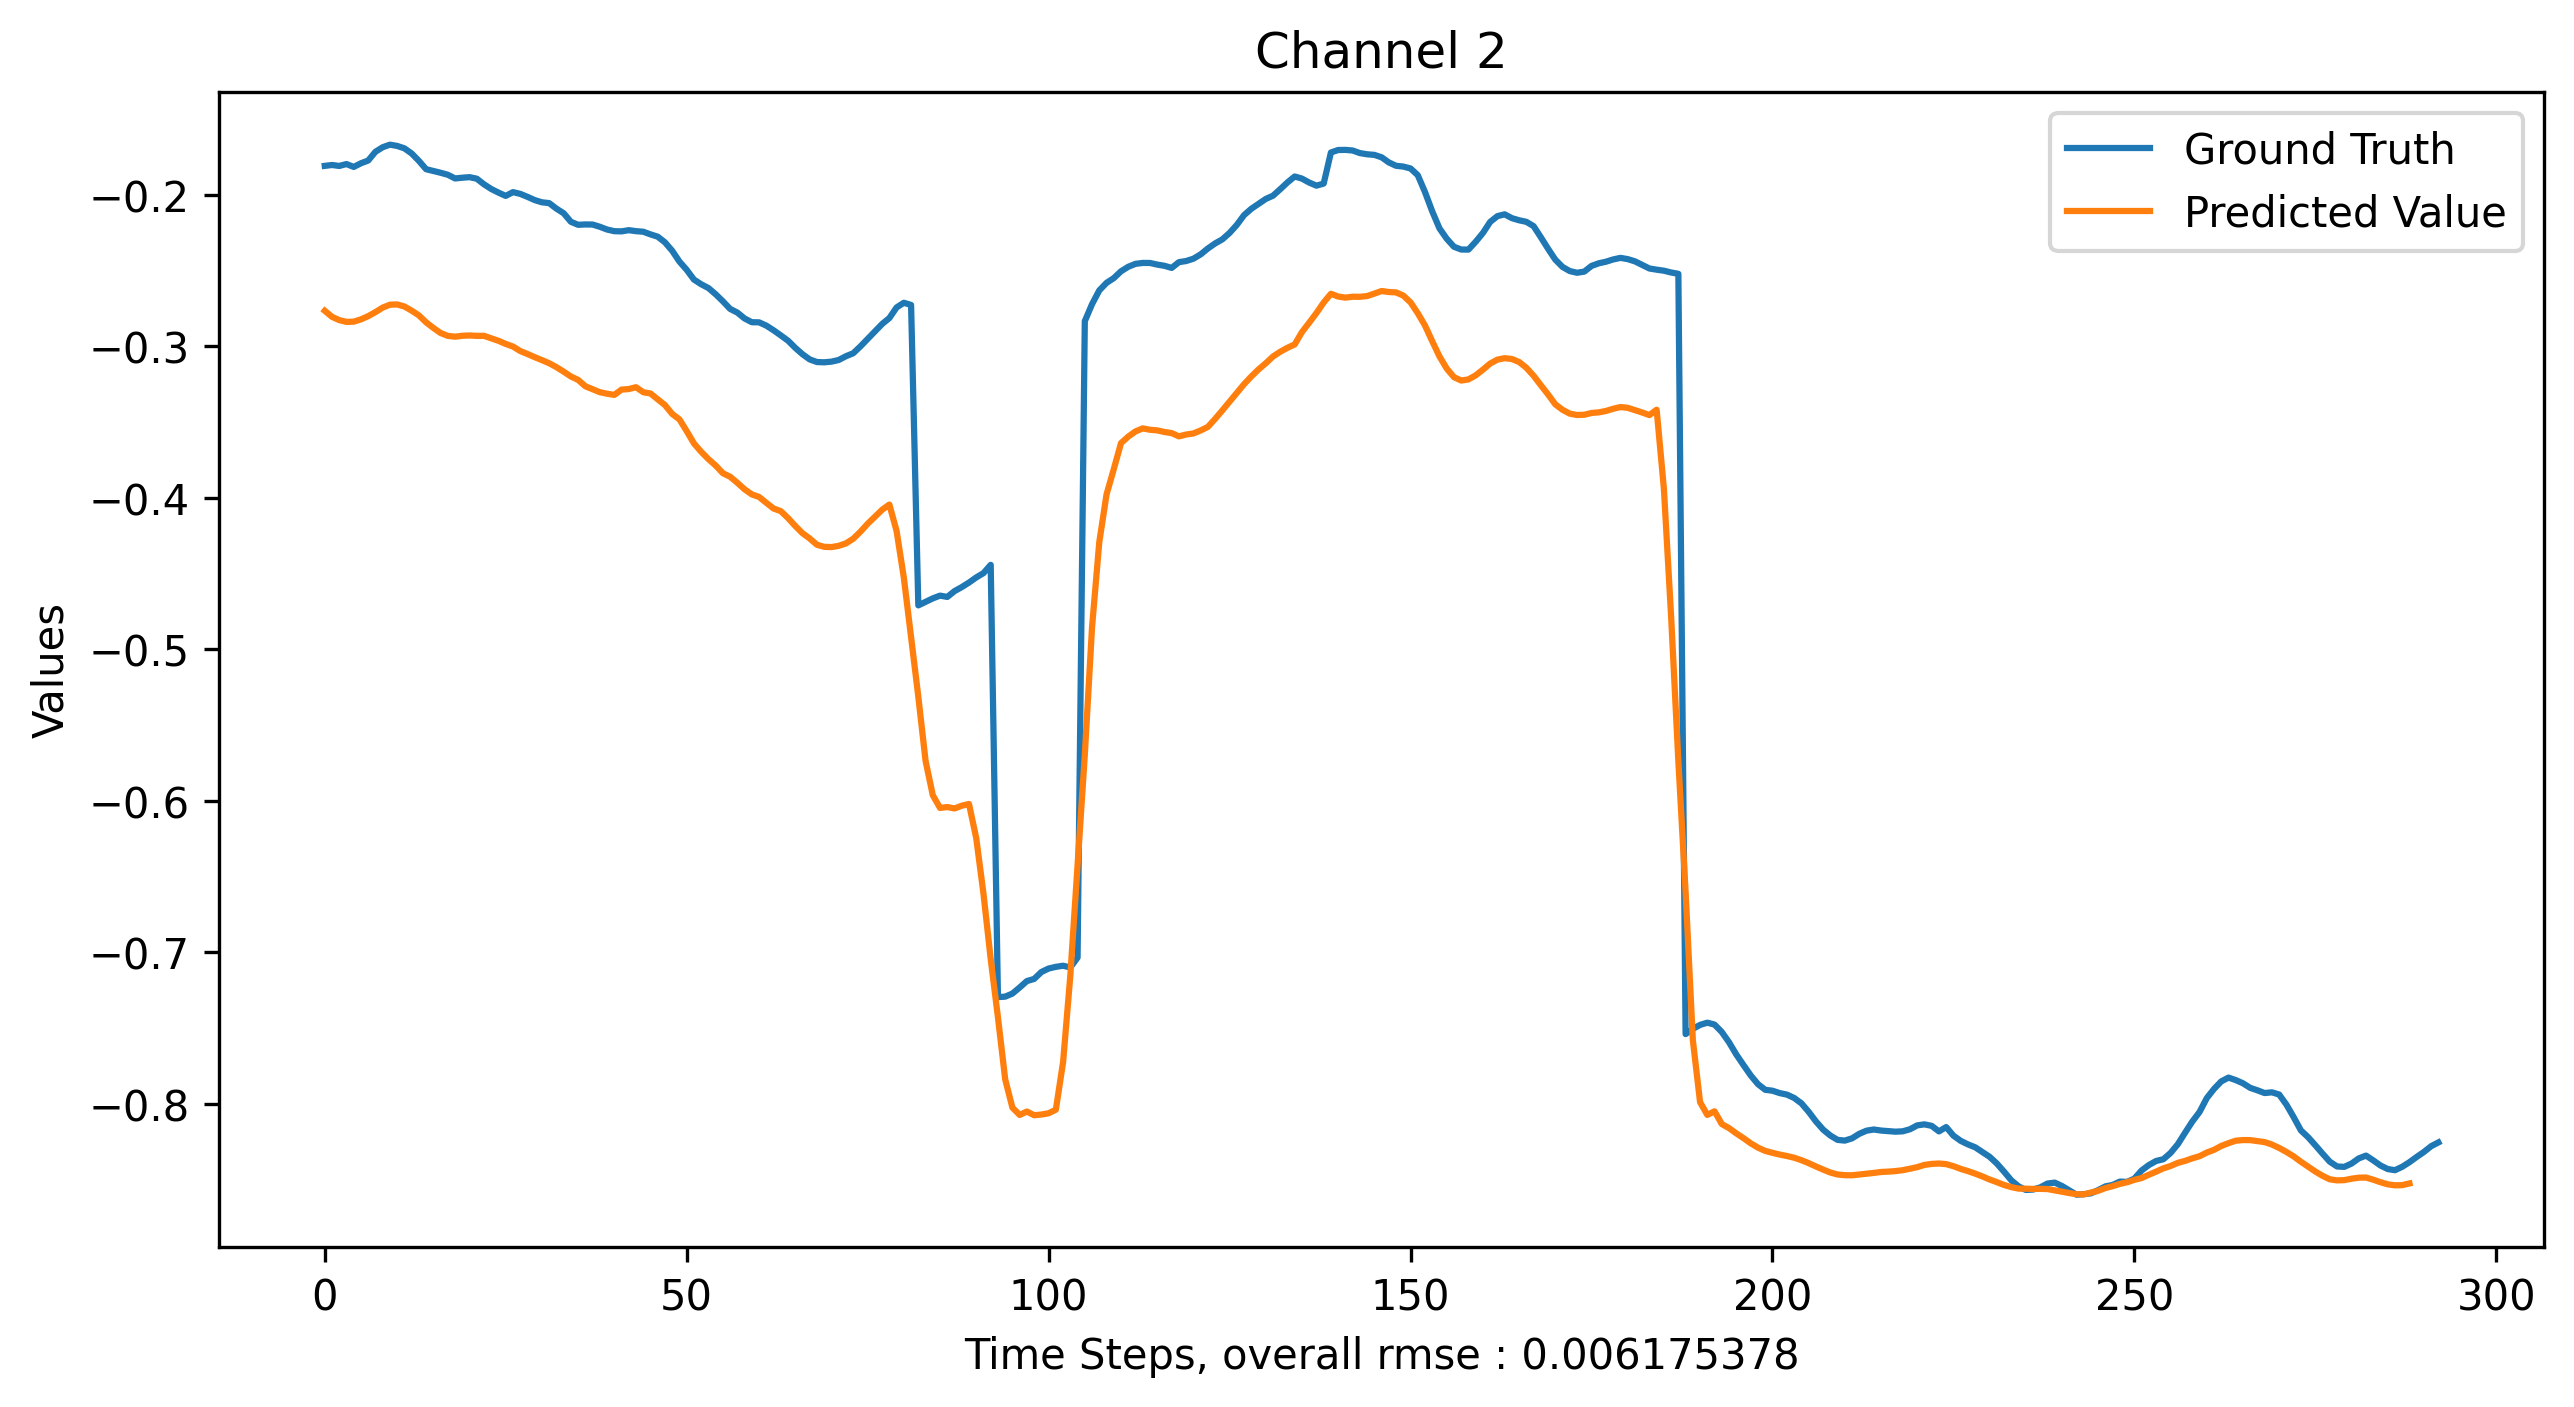 Channel 2
Ground Truth
Predicted Value
Values
−0.2
−0.3
−0.4
−0.5
−0.6
−0.7
−0.8
0 50 100 150 200 250 300
Time Steps, overall rmse : 0.006175378